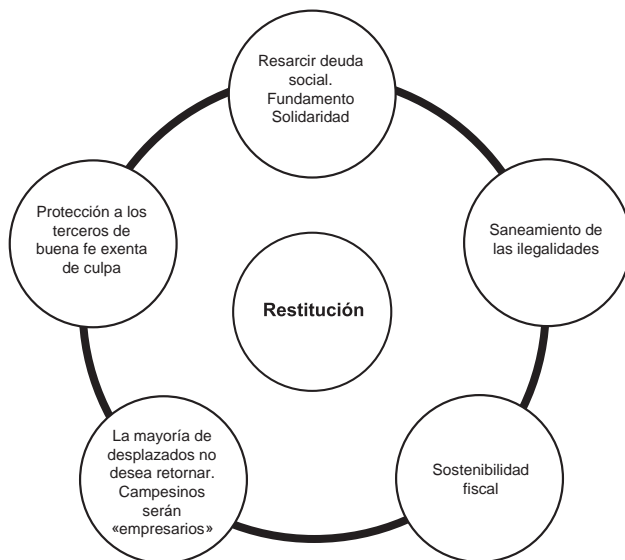 Resarcir deuda
social.
Fundamento
Solidaridad
Protección a los
terceros de
buena fe exenta
de culpa
Saneamiento de
las ilegalidades
Restitución
La mayoría de
desplazados no
desea retornar.
Campesinos
serán
«empresarios»
Sostenibilidad
fiscal